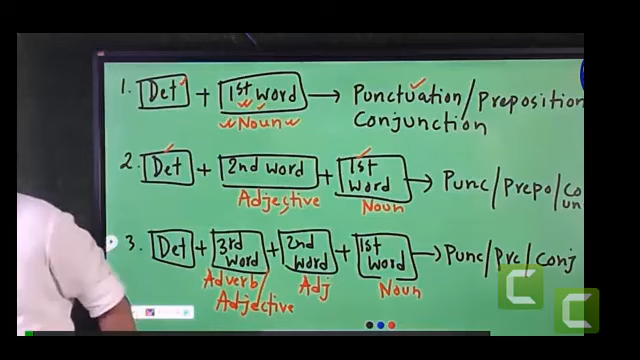 1. Det + 1st word → Punctuation/Preposition
Noun Conjunction
2. Det + 2nd word + 1st word → Punc/Prepo/Co
un
Adjective Noun
3. Det + 3rd word + 2nd word + 1st word → Punc/Pre/Conj
Adverb/ Adj Noun
Adjective